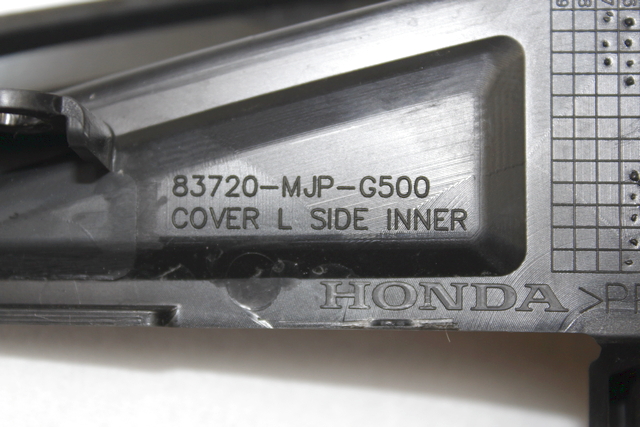 83720-MJP-G500
COVER L SIDE INNER
HONDA >P